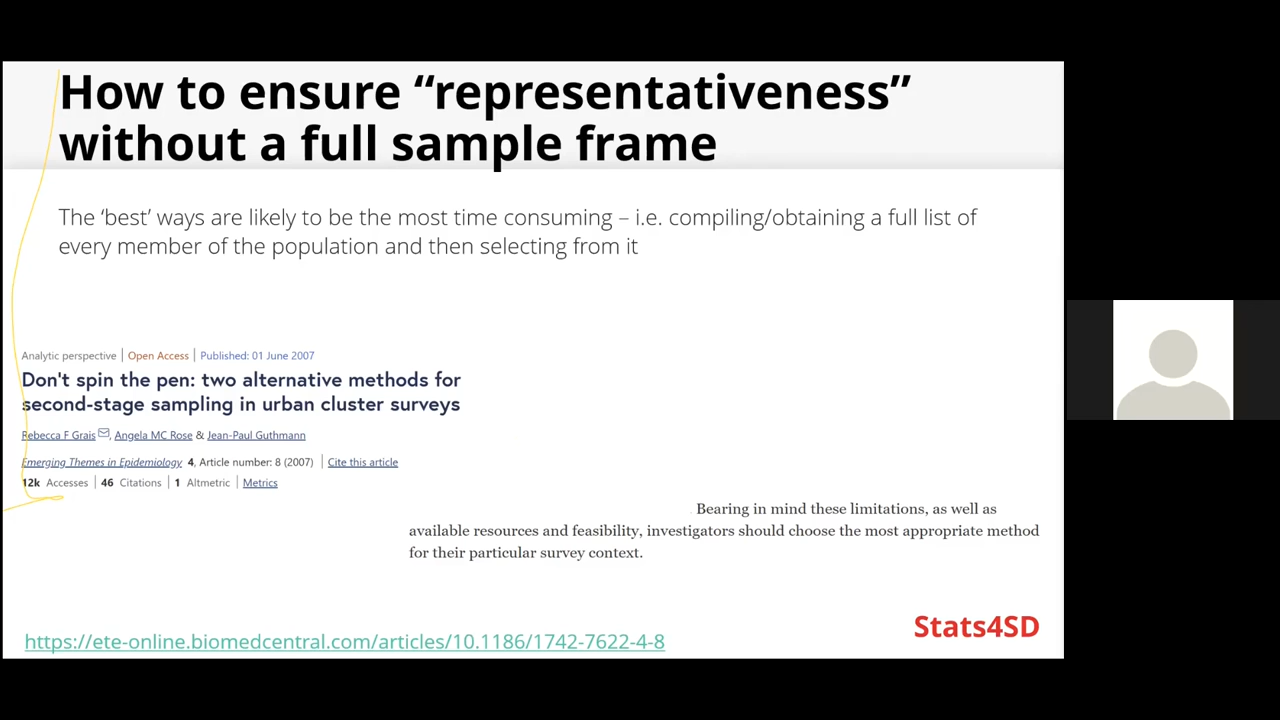 How to ensure “representativeness”
without a full sample frame
The ‘best’ ways are likely to be the most time consuming – i.e. compiling/obtaining a full list of
every member of the population and then selecting from it
Analytic perspective | Open Access | Published: 01 June 2007
Don't spin the pen: two alternative methods for
second-stage sampling in urban cluster surveys
Rebecca F Grais, Angela MC Rose & Jean-Paul Guthmann
Emerging Themes in Epidemiology 4, Article number: 8 (2007) | Cite this article
12k Accesses | 46 Citations | 1 Altmetric | Metrics
Bearing in mind these limitations, as well as
available resources and feasibility, investigators should choose the most appropriate method
for their particular survey context.
Stats4SD
https://ete-online.biomedcentral.com/articles/10.1186/1742-7622-4-8